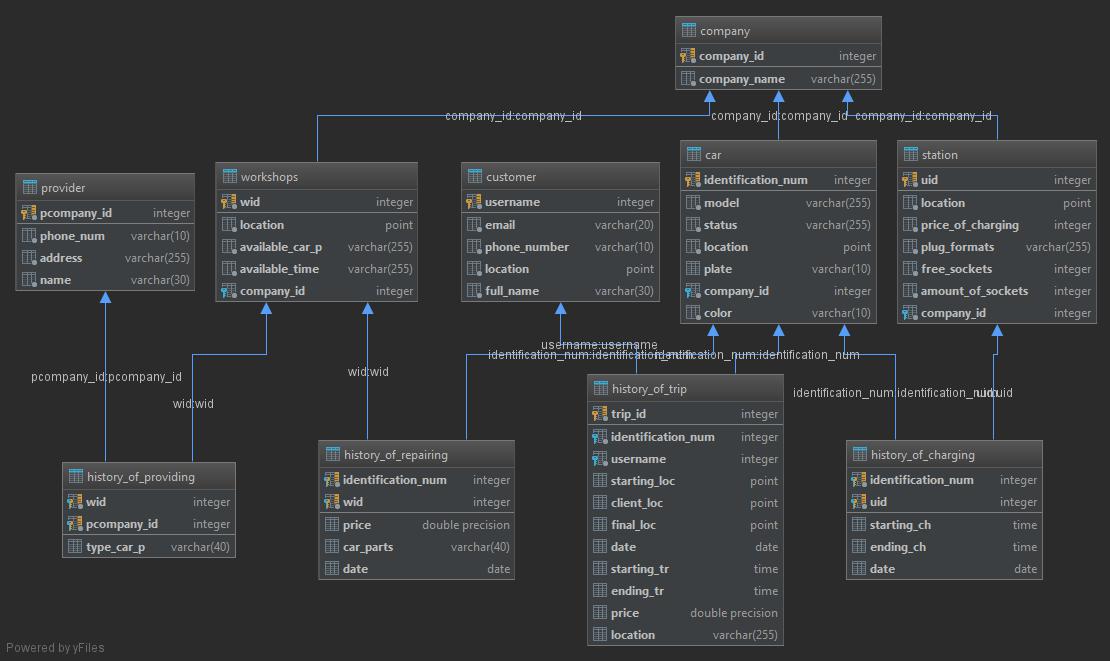 company
company_id integer
company_name varchar(255)
company_id:company_id
company_id:company_id
company_id:company_id
provider
pcompany_id integer
phone_num varchar(10)
address varchar(255)
name varchar(30)
workshops
wid integer
location point
available_car_p varchar(255)
available_time varchar(255)
company_id integer
customer
username integer
email varchar(20)
phone_number varchar(10)
location point
full_name varchar(30)
car
identification_num integer
model varchar(255)
status varchar(255)
location point
plate varchar(10)
company_id integer
color varchar(10)
station
uid integer
location point
price_of_charging integer
plug_formats varchar(255)
free_sockets integer
amount_of_sockets integer
company_id integer
username:username
identification_num:identification_num
identification_num:identification_num
pcompany_id:pcompany_id
wid:wid
wid:wid
identification_num:identification_num
uid:uid
history_of_providing
wid integer
pcompany_id integer
type_car_p varchar(40)
history_of_repairing
identification_num integer
wid integer
price double precision
car_parts varchar(40)
date date
history_of_trip
trip_id integer
identification_num integer
username integer
starting_loc point
client_loc point
final_loc point
date date
starting_tr time
ending_tr time
price double precision
location varchar(255)
history_of_charging
identification_num integer
uid integer
starting_ch time
ending_ch time
date date
Powered by yFiles